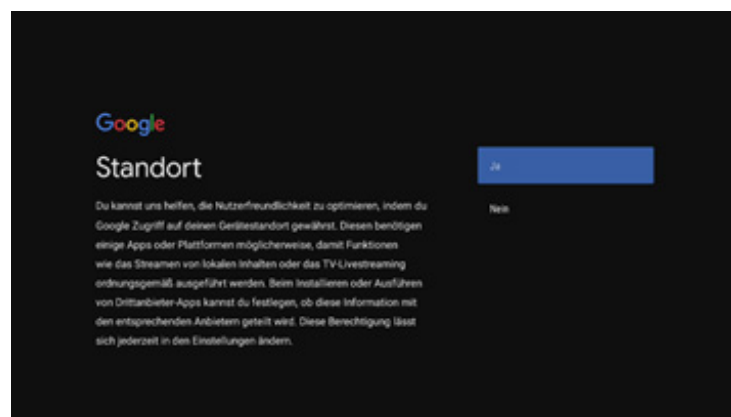 Google
Standort
Du kannst uns helfen, die Nutzerfreundlichkeit zu optimieren, indem du
Google Zugriff auf deinen Gerätestandort gewährst. Diesen benötigen
einige Apps oder Plattformen möglicherweise, damit Funktionen
wie das Streamen von lokalen Inhalten oder das TV-Livestreaming
ordnungsgemäß ausgeführt werden. Beim Installieren oder Ausführen
von Drittanbieter-Apps kannst du festlegen, ob diese Information mit
den entsprechenden Anbietern geteilt wird. Diese Berechtigung lässt
sich jederzeit in den Einstellungen ändern.
Ja
Nein